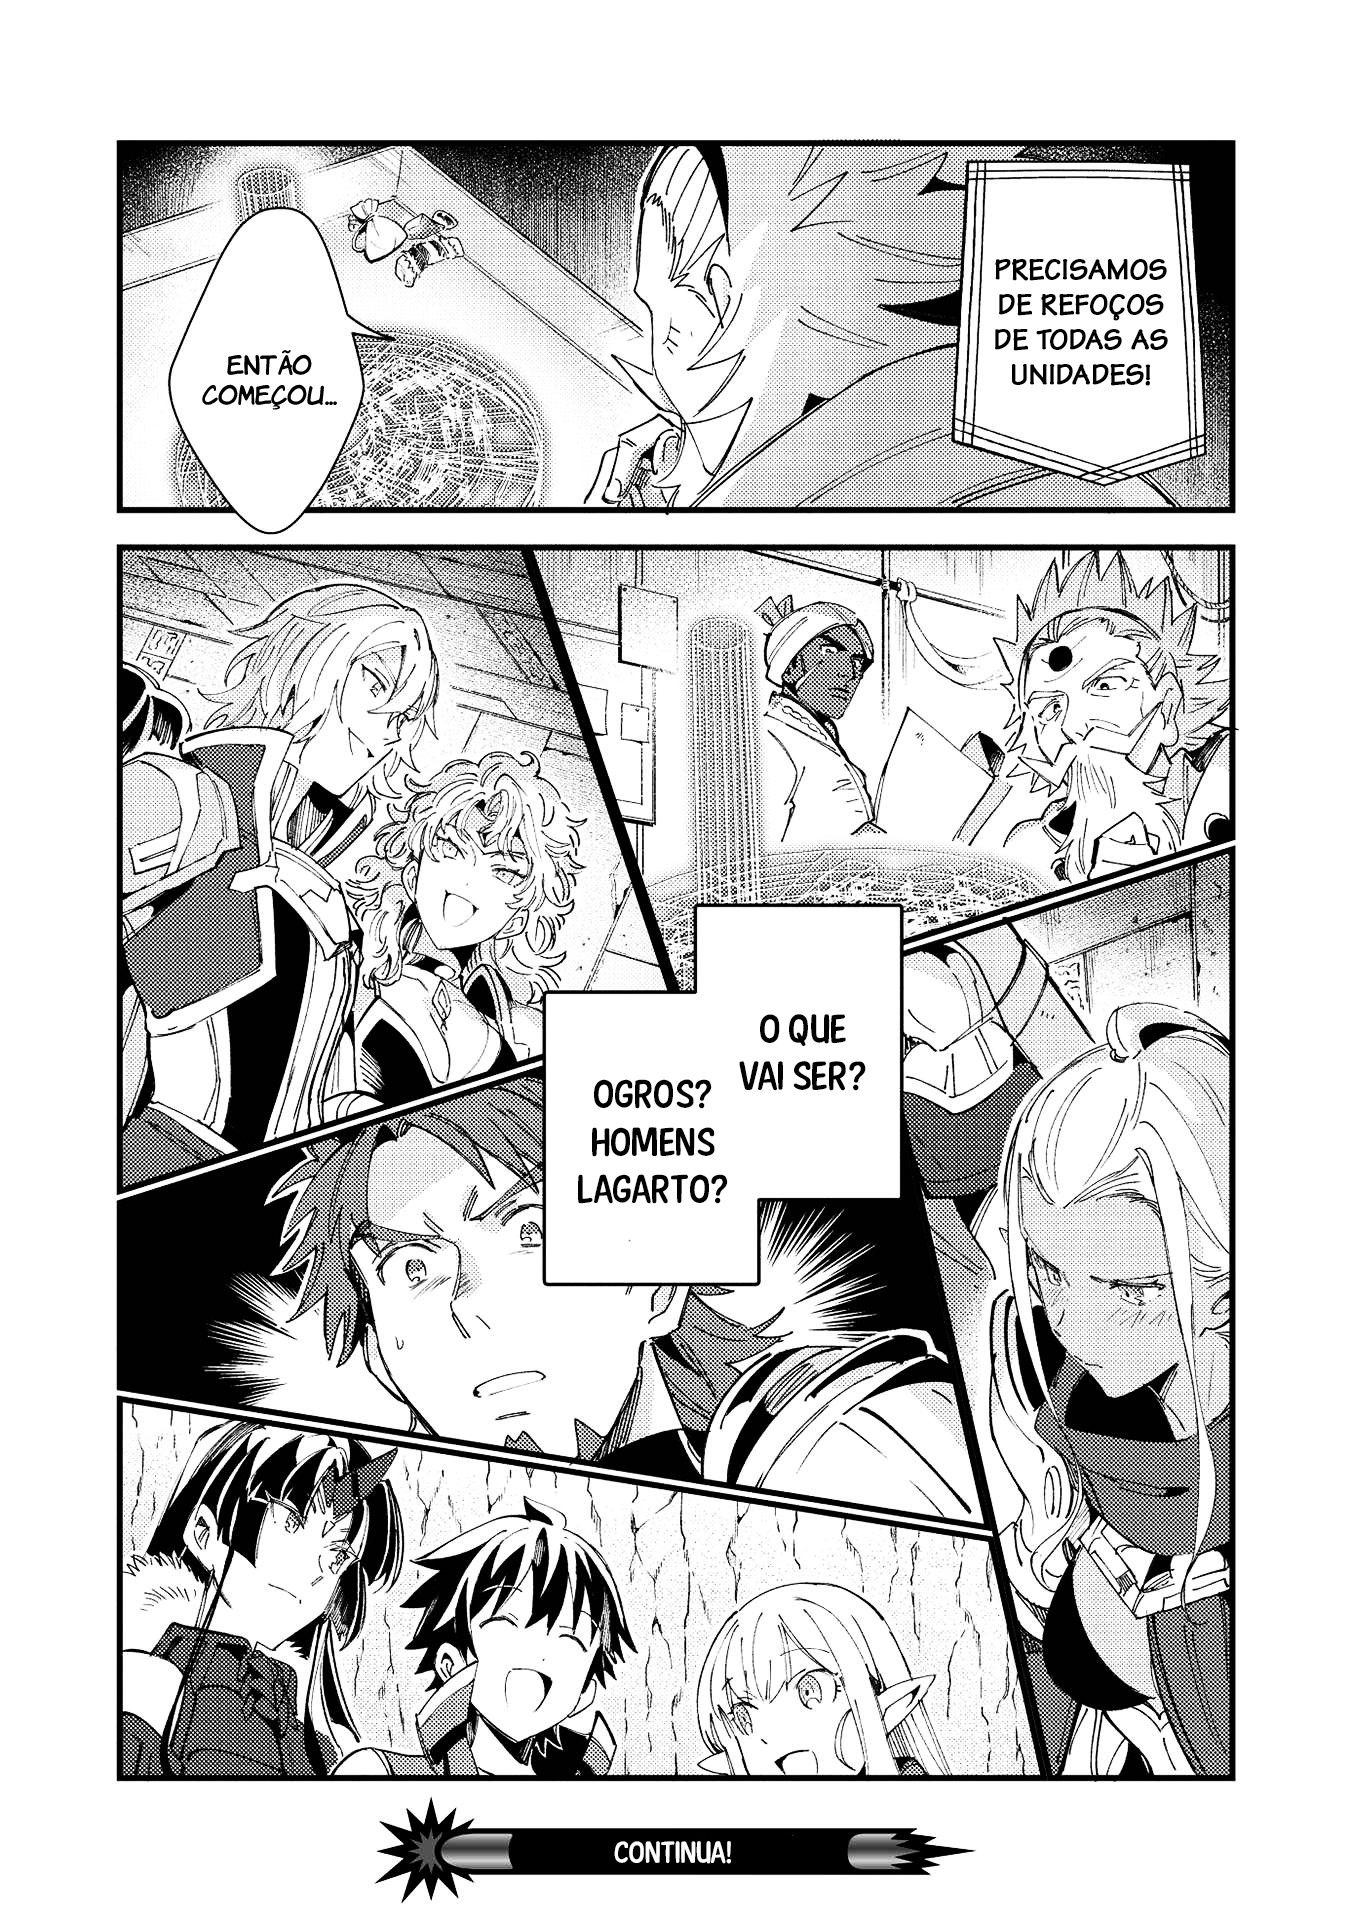 PRECISAMOS
DE REFOÇOS
DE TODAS AS
UNIDADES!
ENTÃO
COMEÇOU...
O QUE
VAI SER?
OGROS?
HOMENS
LAGARTO?
CONTINUA!